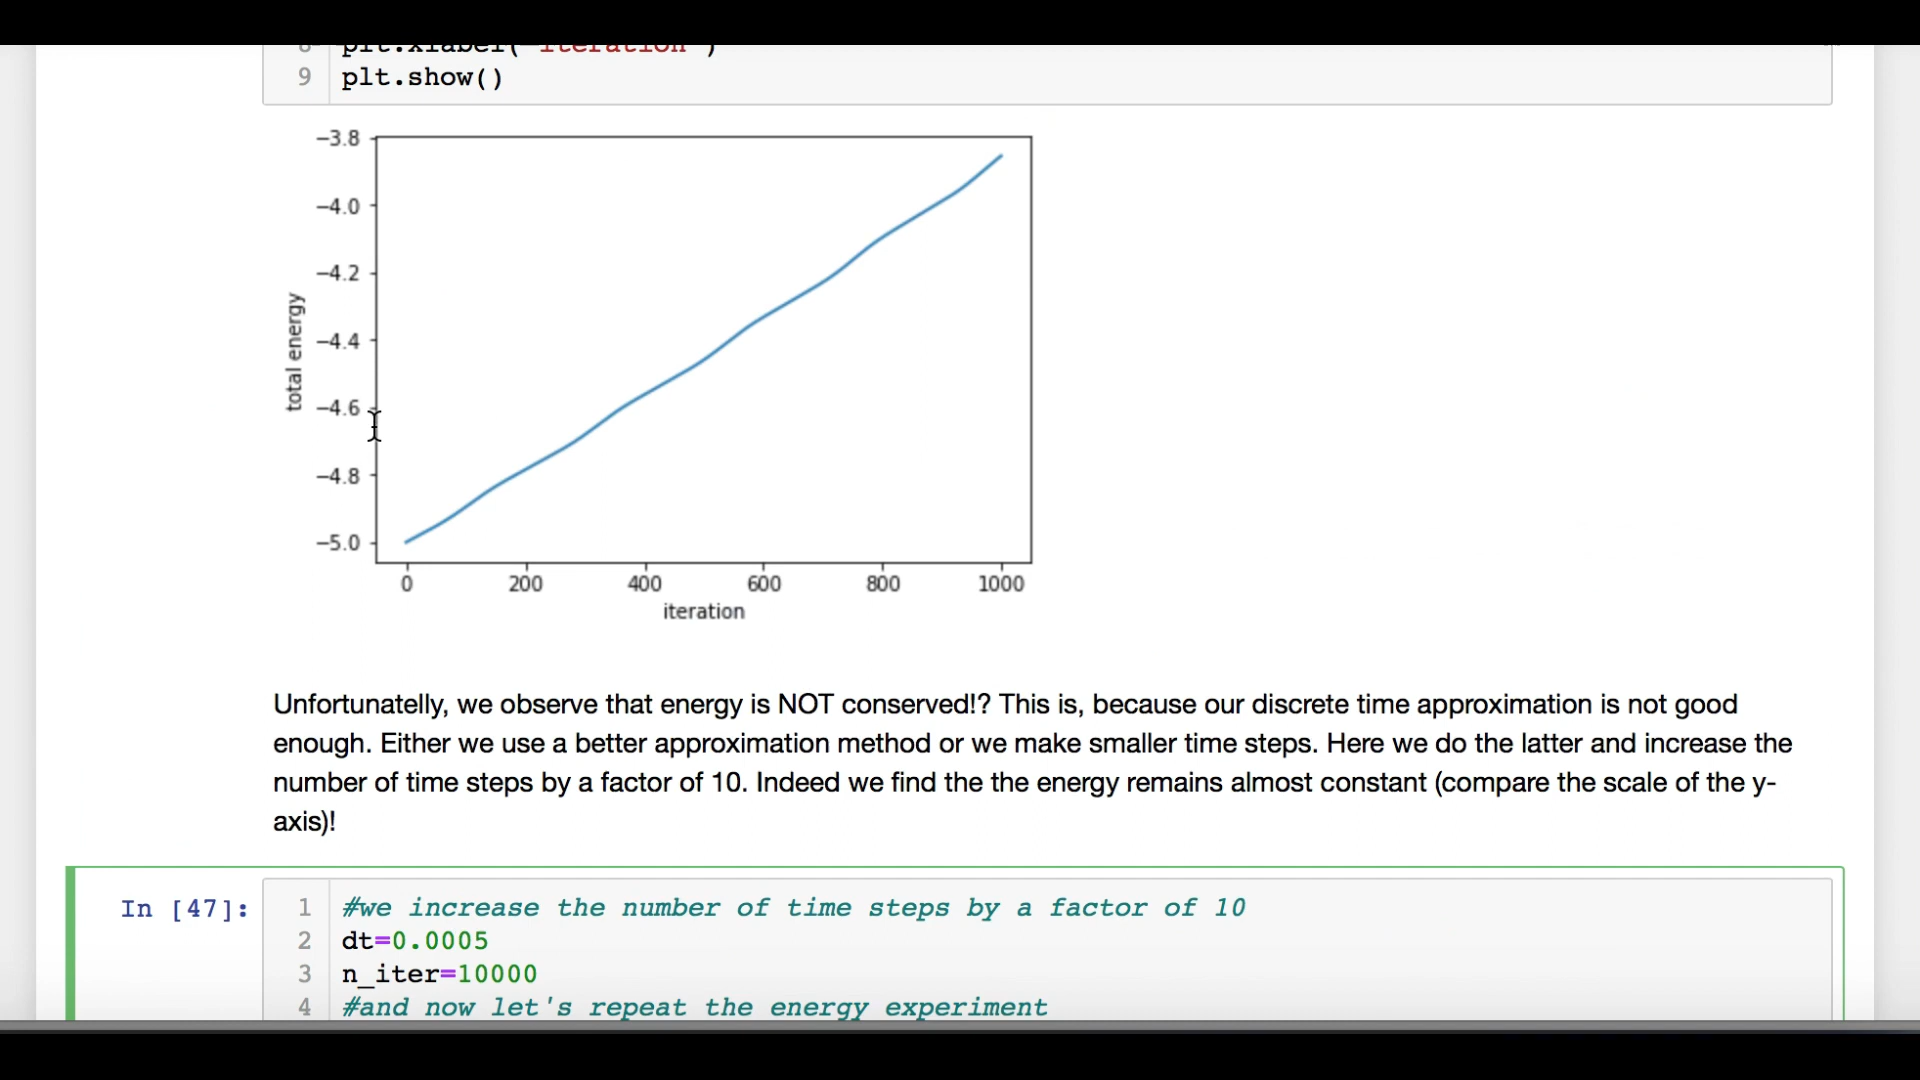 8 plt.xlabel("iteration")
9 plt.show()
−3.8
−4.0
−4.2
−4.4
−4.6
−4.8
−5.0
total energy
0 200 400 600 800 1000
iteration
Unfortunatelly, we observe that energy is NOT conserved!? This is, because our discrete time approximation is not good
enough. Either we use a better approximation method or we make smaller time steps. Here we do the latter and increase the
number of time steps by a factor of 10. Indeed we find the the energy remains almost constant (compare the scale of the y-
axis)!
In [47]: 1 #we increase the number of time steps by a factor of 10
2 dt=0.0005
3 n_iter=10000
4 #and now let's repeat the energy experiment